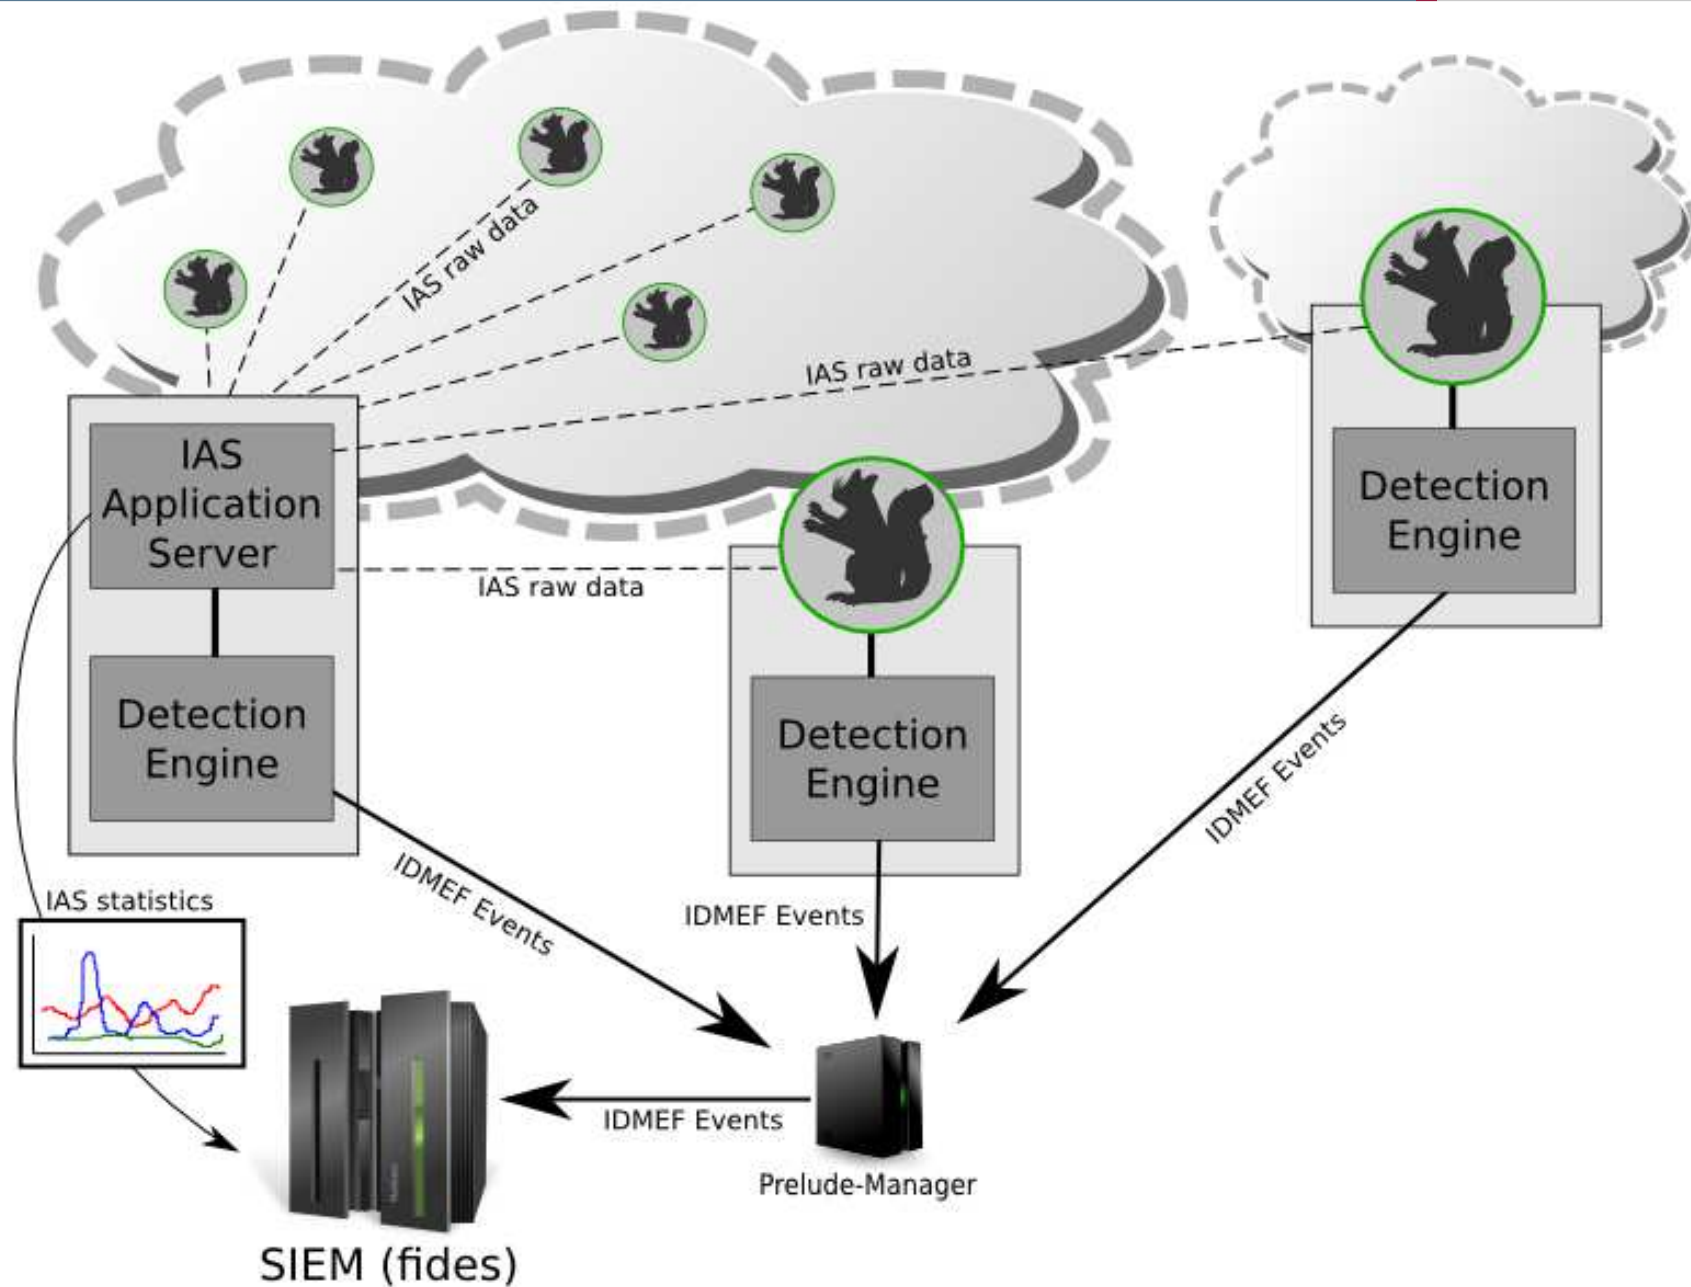 IAS raw data
IAS raw data
IAS
Application
Server
Detection
Engine
IAS raw data
Detection
Engine
Detection
Engine
IDMEF Events
IDMEF Events
IDMEF Events
IAS statistics
IDMEF Events
Prelude-Manager
SIEM (fides)